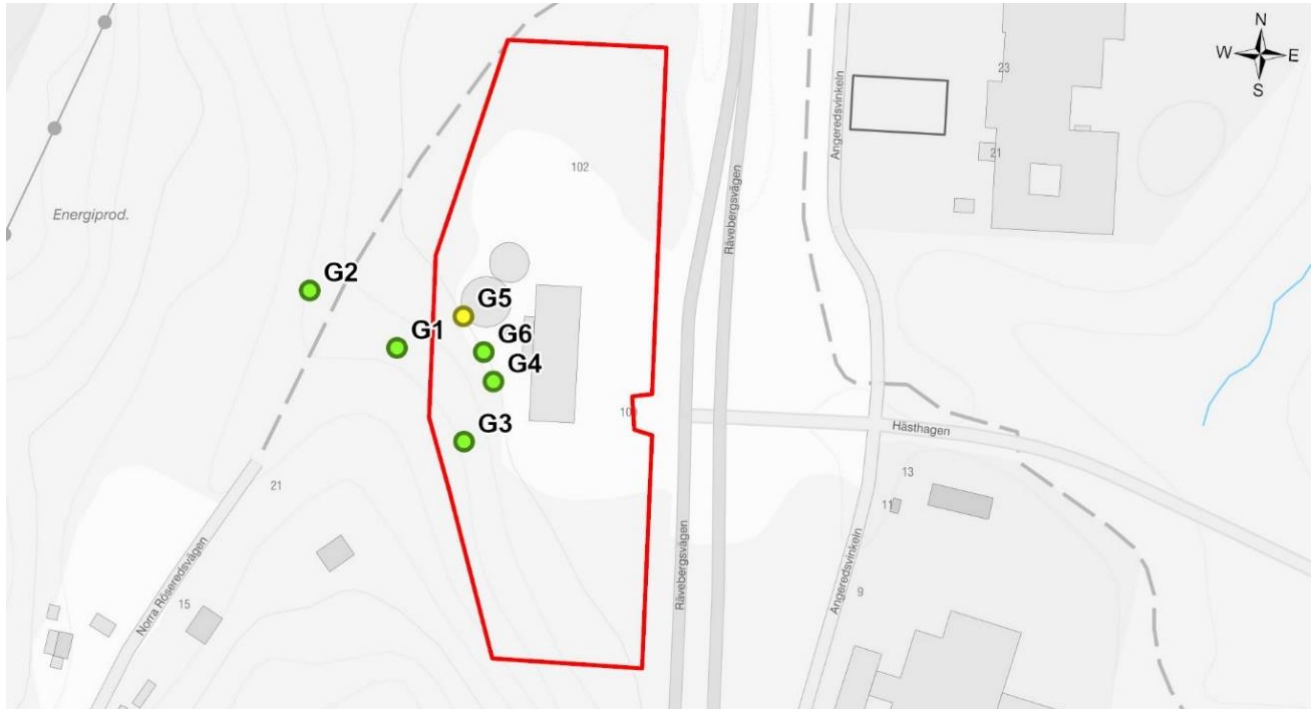 N
W E
S
Angeredsvinkeln
23
21
102
Rävebergsvägen
Energiprod.
G2
G5
G1
G6
G4
100
G3
Hästhagen
21
13
11
Norra Röseredsvägen
15
Rävebergsvägen
Angeredsvinkeln
9